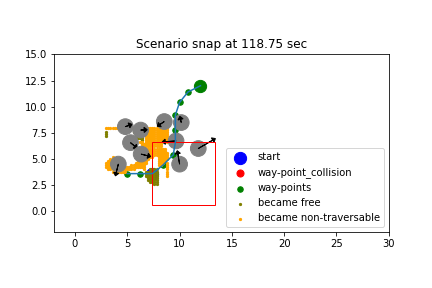 Scenario snap at 118.75 sec
15.0
12.5
10.0
7.5
5.0
2.5
0.0
0 5 10 15 20 25 30
start
way-point_collision
way-points
became free
became non-traversable